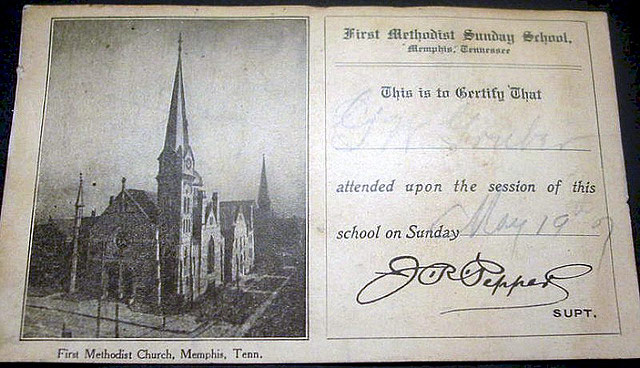 First Methodist Church, Memphis, Tenn.
First Methodist Sunday School,
Memphis, Tennessee
This is to Certify That
attended upon the session of this
school on Sunday May 19
J R Pepper
SUPT.